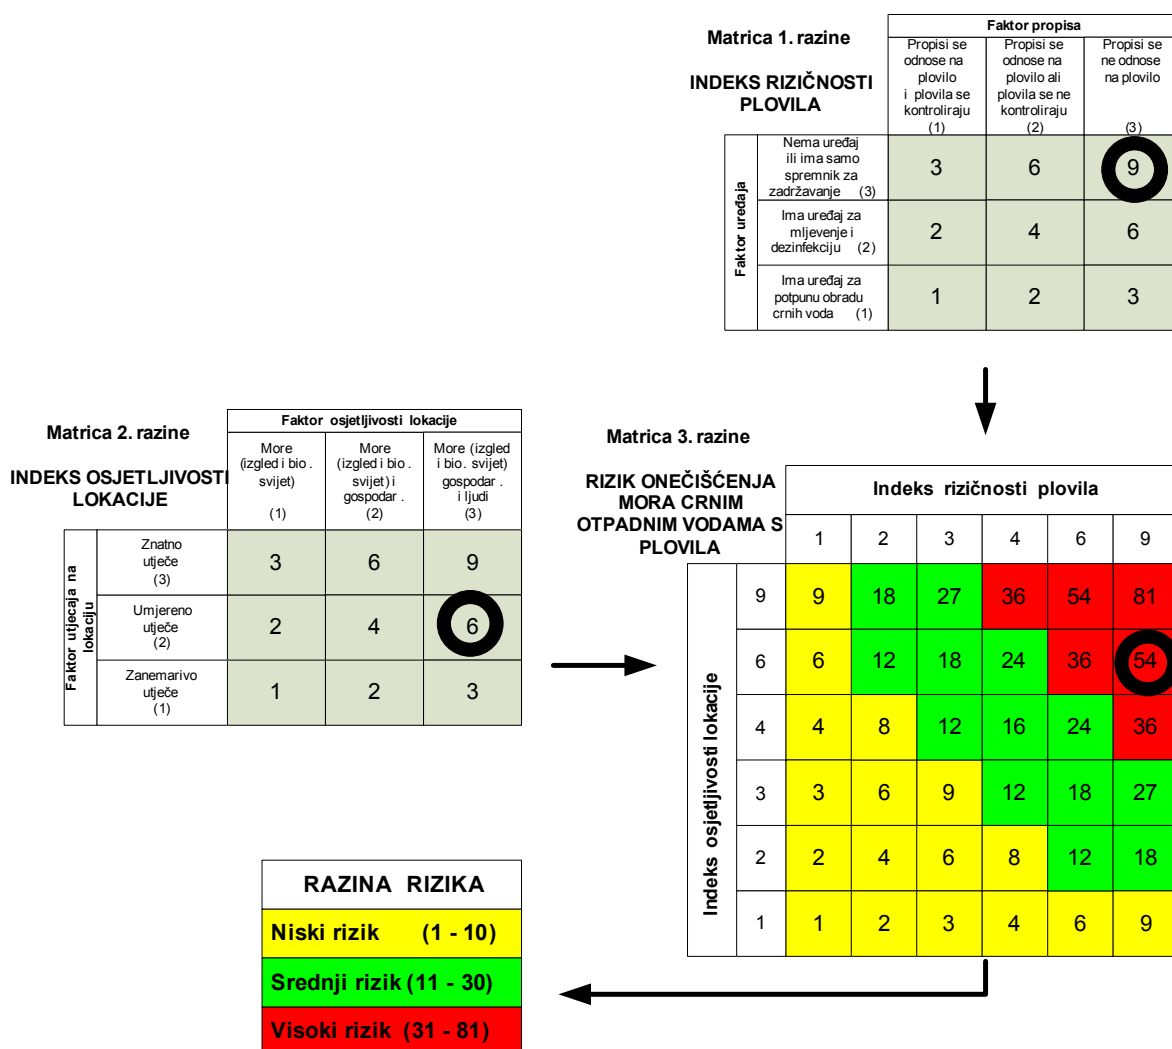 Matrica 1. razine
INDEKS RIZIČNOSTI
PLOVILA
Faktor propisa
Propisi se
odnose na
plovilo
i plovila se
kontroliraju
(1)
Propisi se
odnose na
plovilo ali
plovila se ne
kontroliraju
(2)
Propisi se
ne odnose
na plovilo
(3)
Faktor uređaja
Nema uređaj
ili ima samo
spremnik za
zadržavanje (3)
3 6 9
Ima uređaj za
mljevenje i
dezinfekciju (2)
2 4 6
Ima uređaj za
potpunu obradu
crnih voda (1)
1 2 3
Matrica 2. razine
INDEKS OSJETLJIVOSTI
LOKACIJE
Faktor osjetljivosti lokacije
More
(izgled i bio.
svijet)
(1)
More
(izgled i bio.
svijet) i
gospodar.
(2)
More (izgled
i bio. svijet)
gospodar.
i ljudi
(3)
Faktor utjecaja na
lokaciju
Znatno
utječe
(3)
3 6 9
Umjereno
utječe
(2)
2 4 6
Zanemarivo
utječe
(1)
1 2 3
Matrica 3. razine
RIZIK ONEČIŠĆENJA
MORA CRNIM
OTPADNIM VODAMA S
PLOVILA
Indeks rizičnosti plovila
1 2 3 4 6 9
Indeks osjetljivosti lokacije
9 9 18 27 36 54 81
6 6 12 18 24 36 54
4 4 8 12 16 24 36
3 3 6 9 12 18 27
2 2 4 6 8 12 18
1 1 2 3 4 6 9
RAZINA RIZIKA
Niski rizik (1 - 10)
Srednji rizik (11 - 30)
Visoki rizik (31 - 81)